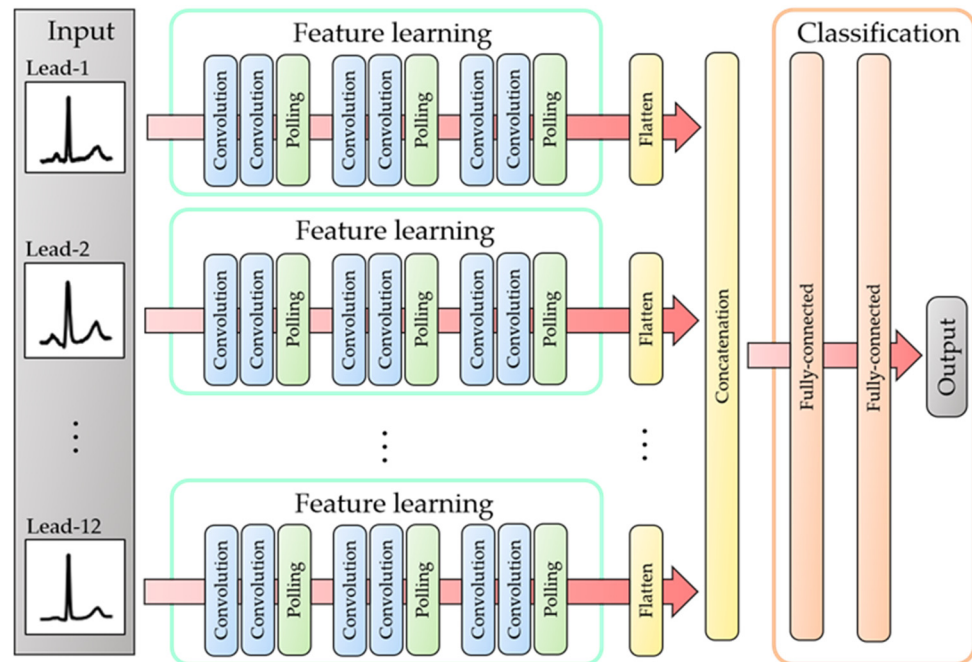 Input
Lead-1
Feature learning
Convolution
Convolution
Polling
Convolution
Convolution
Polling
Convolution
Convolution
Polling
Flatten
Lead-2
Feature learning
Convolution
Convolution
Polling
Convolution
Convolution
Polling
Convolution
Convolution
Polling
Flatten
Lead-12
Feature learning
Convolution
Convolution
Polling
Convolution
Convolution
Polling
Convolution
Convolution
Polling
Flatten
Concatenation
Classification
Fully-connected
Fully-connected
Output